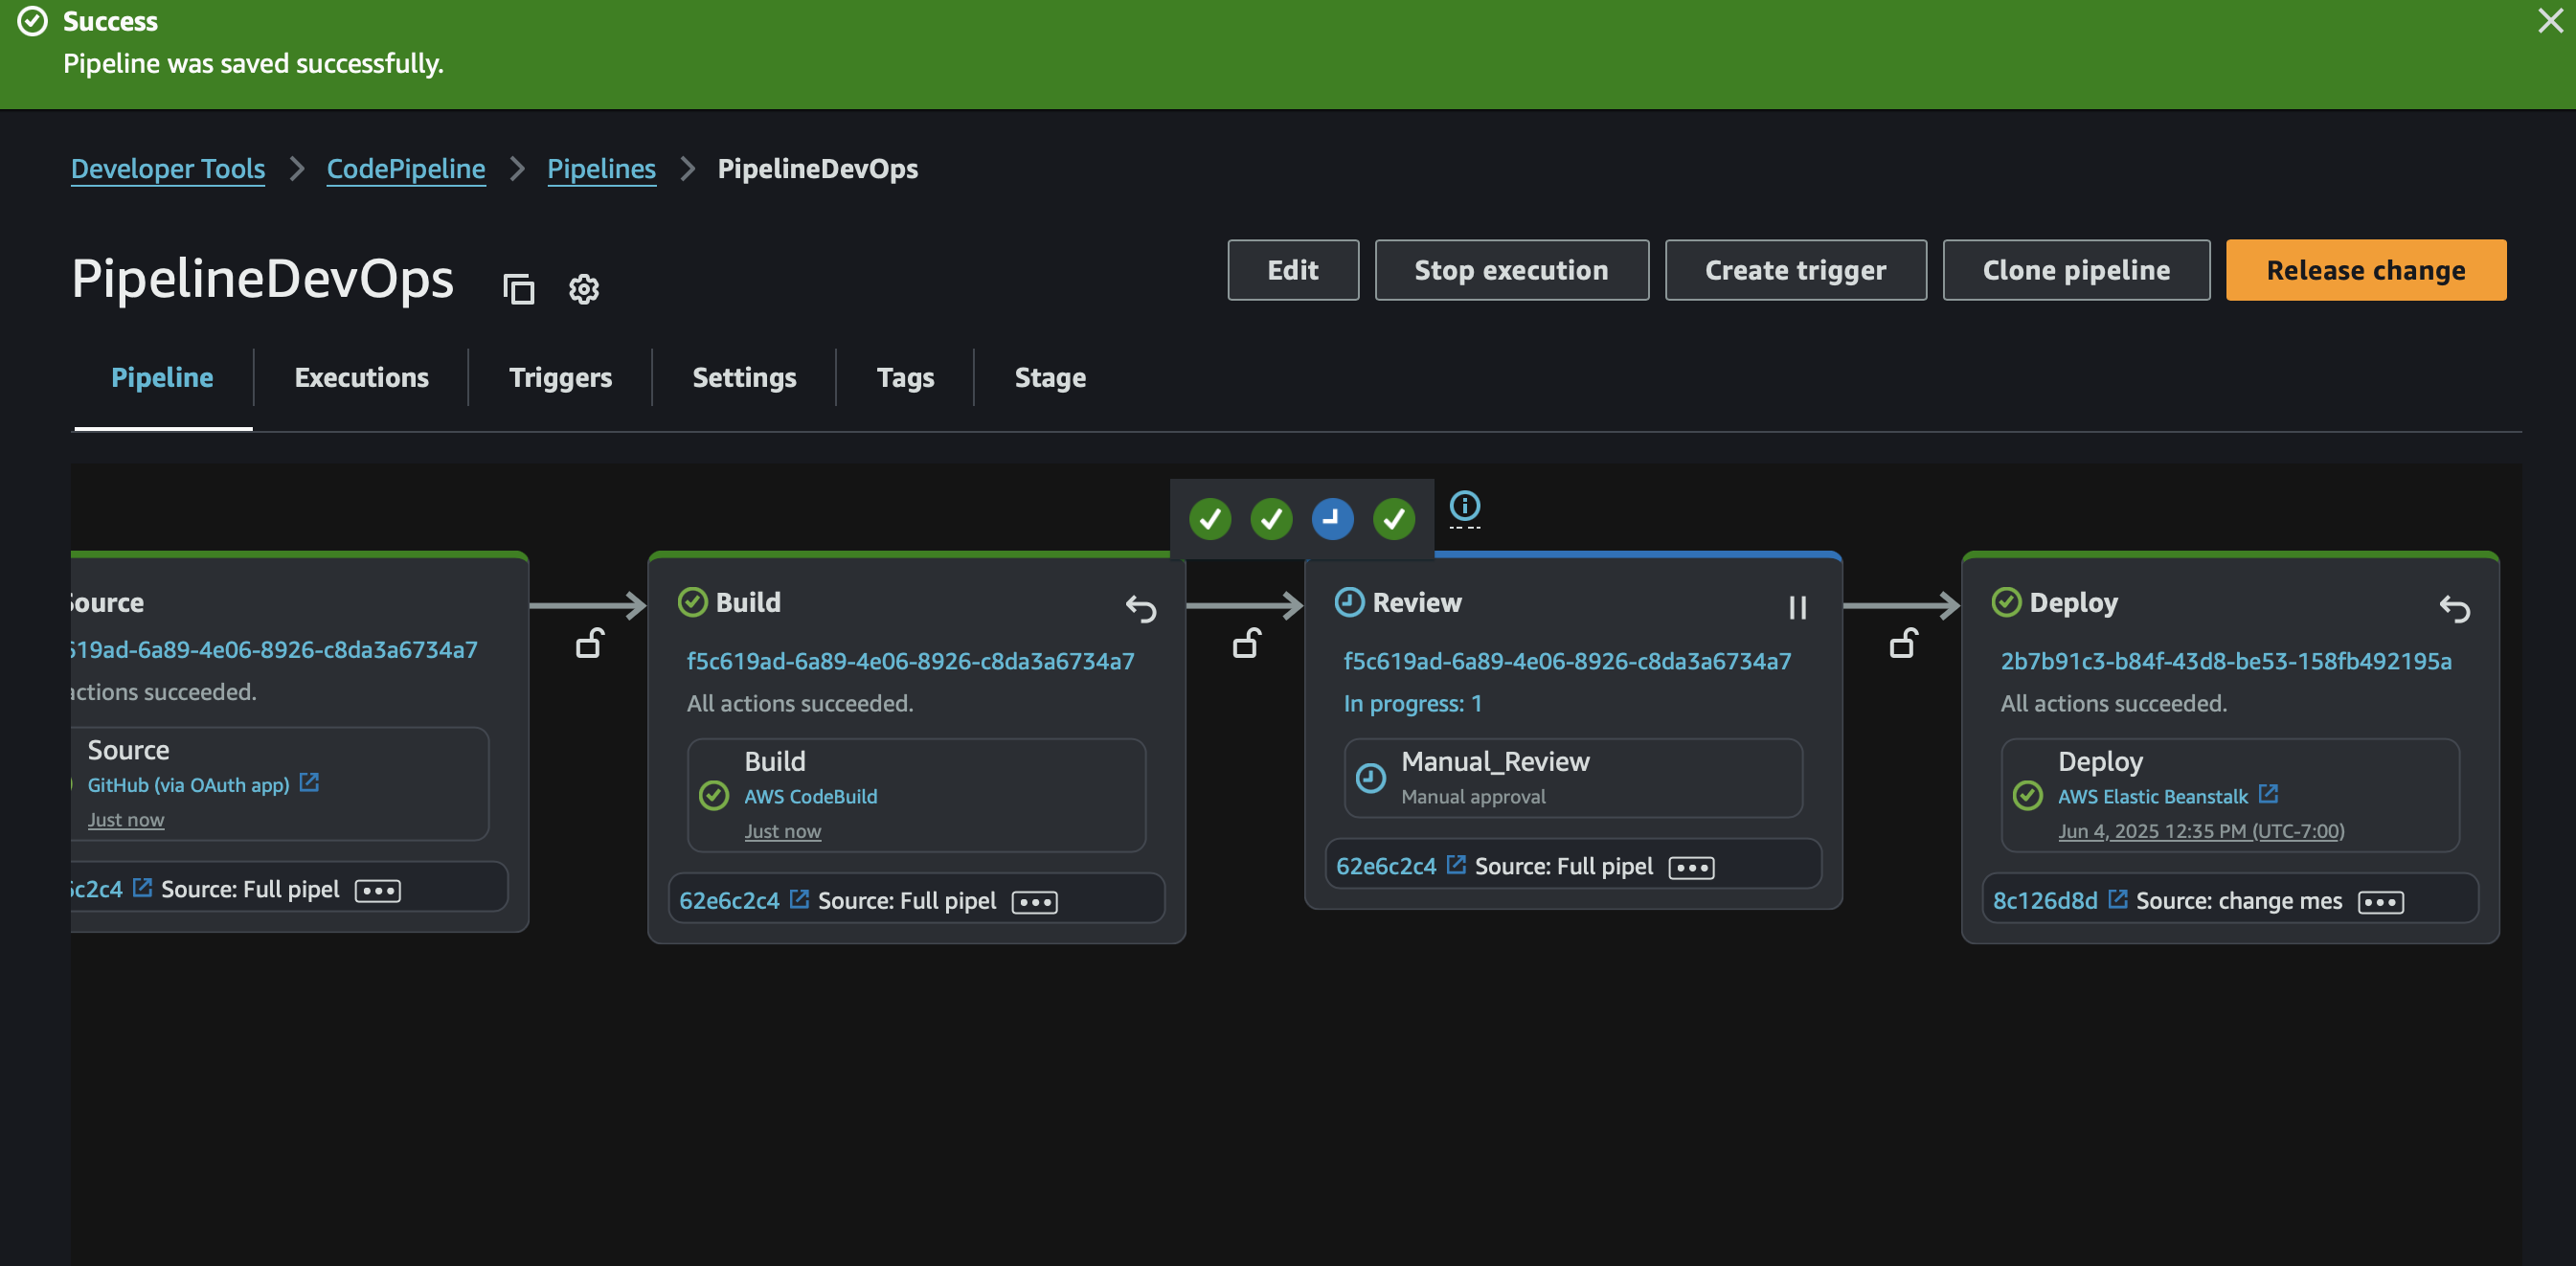 Success
Pipeline was saved successfully.
Developer Tools
CodePipeline
Pipelines
PipelineDevOps
PipelineDevOps
Edit
Stop execution
Create trigger
Clone pipeline
Release change
Pipeline
Executions
Triggers
Settings
Tags
Stage
Source
619ad-6a89-4e06-8926-c8da3a6734a7
actions succeeded.
Source
GitHub (via OAuth app)
Just now
c2c4 Source: Full pipel
Build
f5c619ad-6a89-4e06-8926-c8da3a6734a7
All actions succeeded.
Build
AWS CodeBuild
Just now
62e6c2c4 Source: Full pipel
Review
f5c619ad-6a89-4e06-8926-c8da3a6734a7
In progress: 1
Manual_Review
Manual approval
62e6c2c4 Source: Full pipel
Deploy
2b7b91c3-b84f-43d8-be53-158fb492195a
All actions succeeded.
Deploy
AWS Elastic Beanstalk
Jun 4, 2025 12:35 PM (UTC-7:00)
8c126d8d Source: change mes